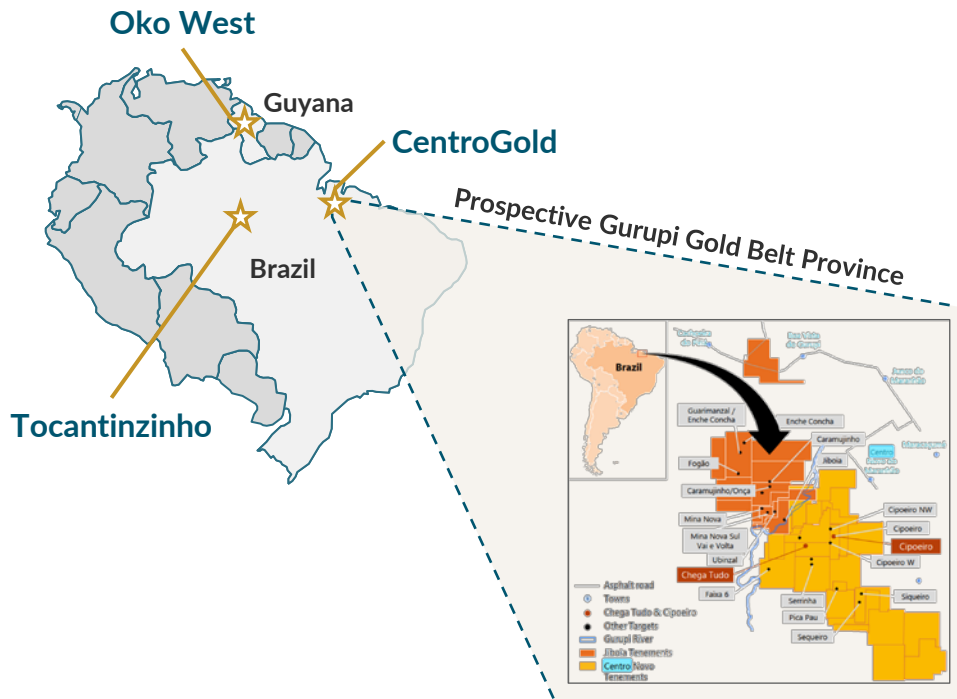 Oko West
Guyana
CentroGold
Prospective Gurupi Gold Belt Province
Brazil
Tocantinzinho
Brazil
Guarimanzal /
Enche Concha
Enche Concha
Caramujinho
Jiboia
Fogão
Caramujinho/Onça
Mina Nova
Mina Nova Sul
Vai e Volta
Ubinzal
Chega Tudo
Faixa 6
Centro
Cipoeiro NW
Cipoeiro
Cipoeiro
Cipoeiro W
Serrinha
Siqueiro
Pica Pau
Sequeiro
Asphalt road
Towns
Chega Tudo & Cipoeiro
Other Targets
Gurupi River
Jiboia Tenements
Centro Novo
Tenements